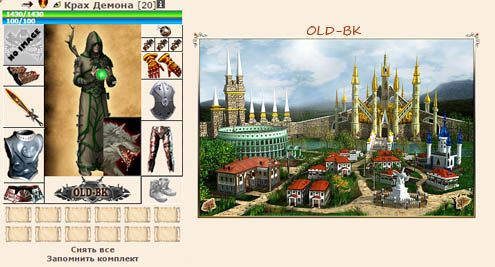 Крах Демона [20]
1430/1430
100/100
NO IMAGE
OLD-BK
Снять все
Запомнить комплект
OLD-BK